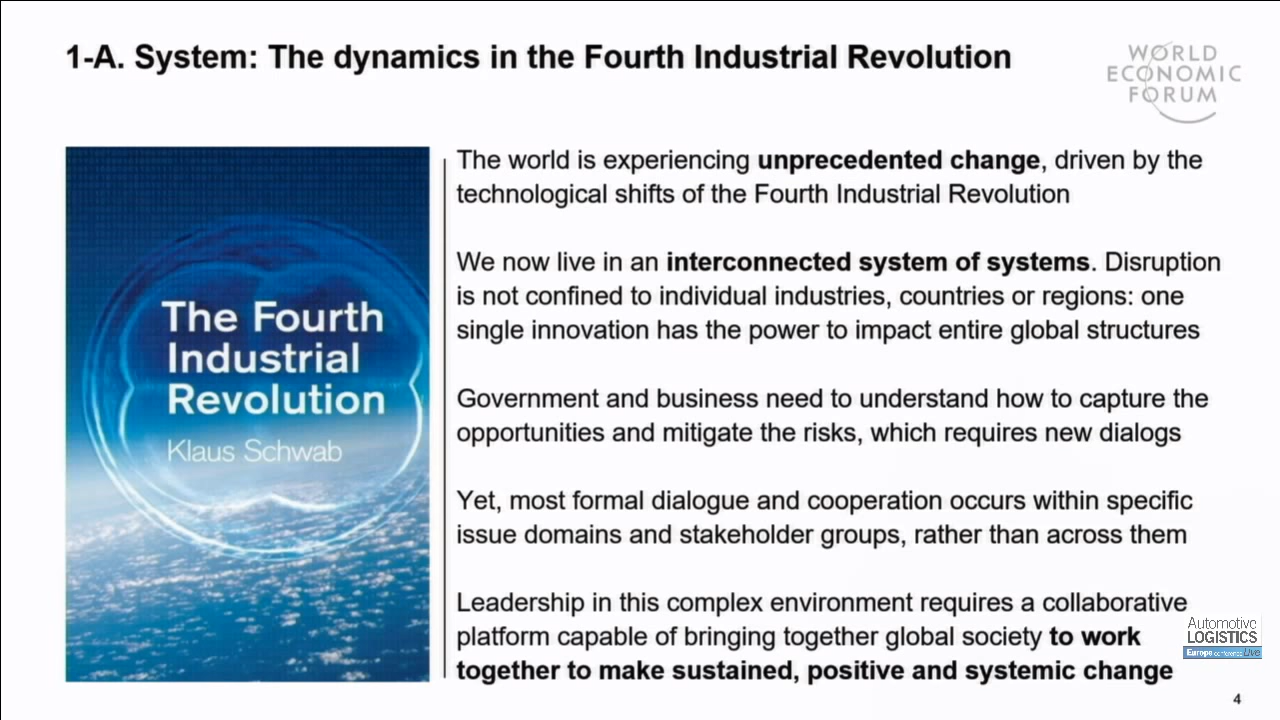 1-A. System: The dynamics in the Fourth Industrial Revolution
WORLD
ECONOMIC
FORUM
The Fourth
Industrial
Revolution
Klaus Schwab
The world is experiencing unprecedented change, driven by the
technological shifts of the Fourth Industrial Revolution
We now live in an interconnected system of systems. Disruption
is not confined to individual industries, countries or regions: one
single innovation has the power to impact entire global structures
Government and business need to understand how to capture the
opportunities and mitigate the risks, which requires new dialogs
Yet, most formal dialogue and cooperation occurs within specific
issue domains and stakeholder groups, rather than across them
Leadership in this complex environment requires a collaborative
platform capable of bringing together global society to work
together to make sustained, positive and systemic change
Automotive
LOGISTICS
Europe conference Live
4